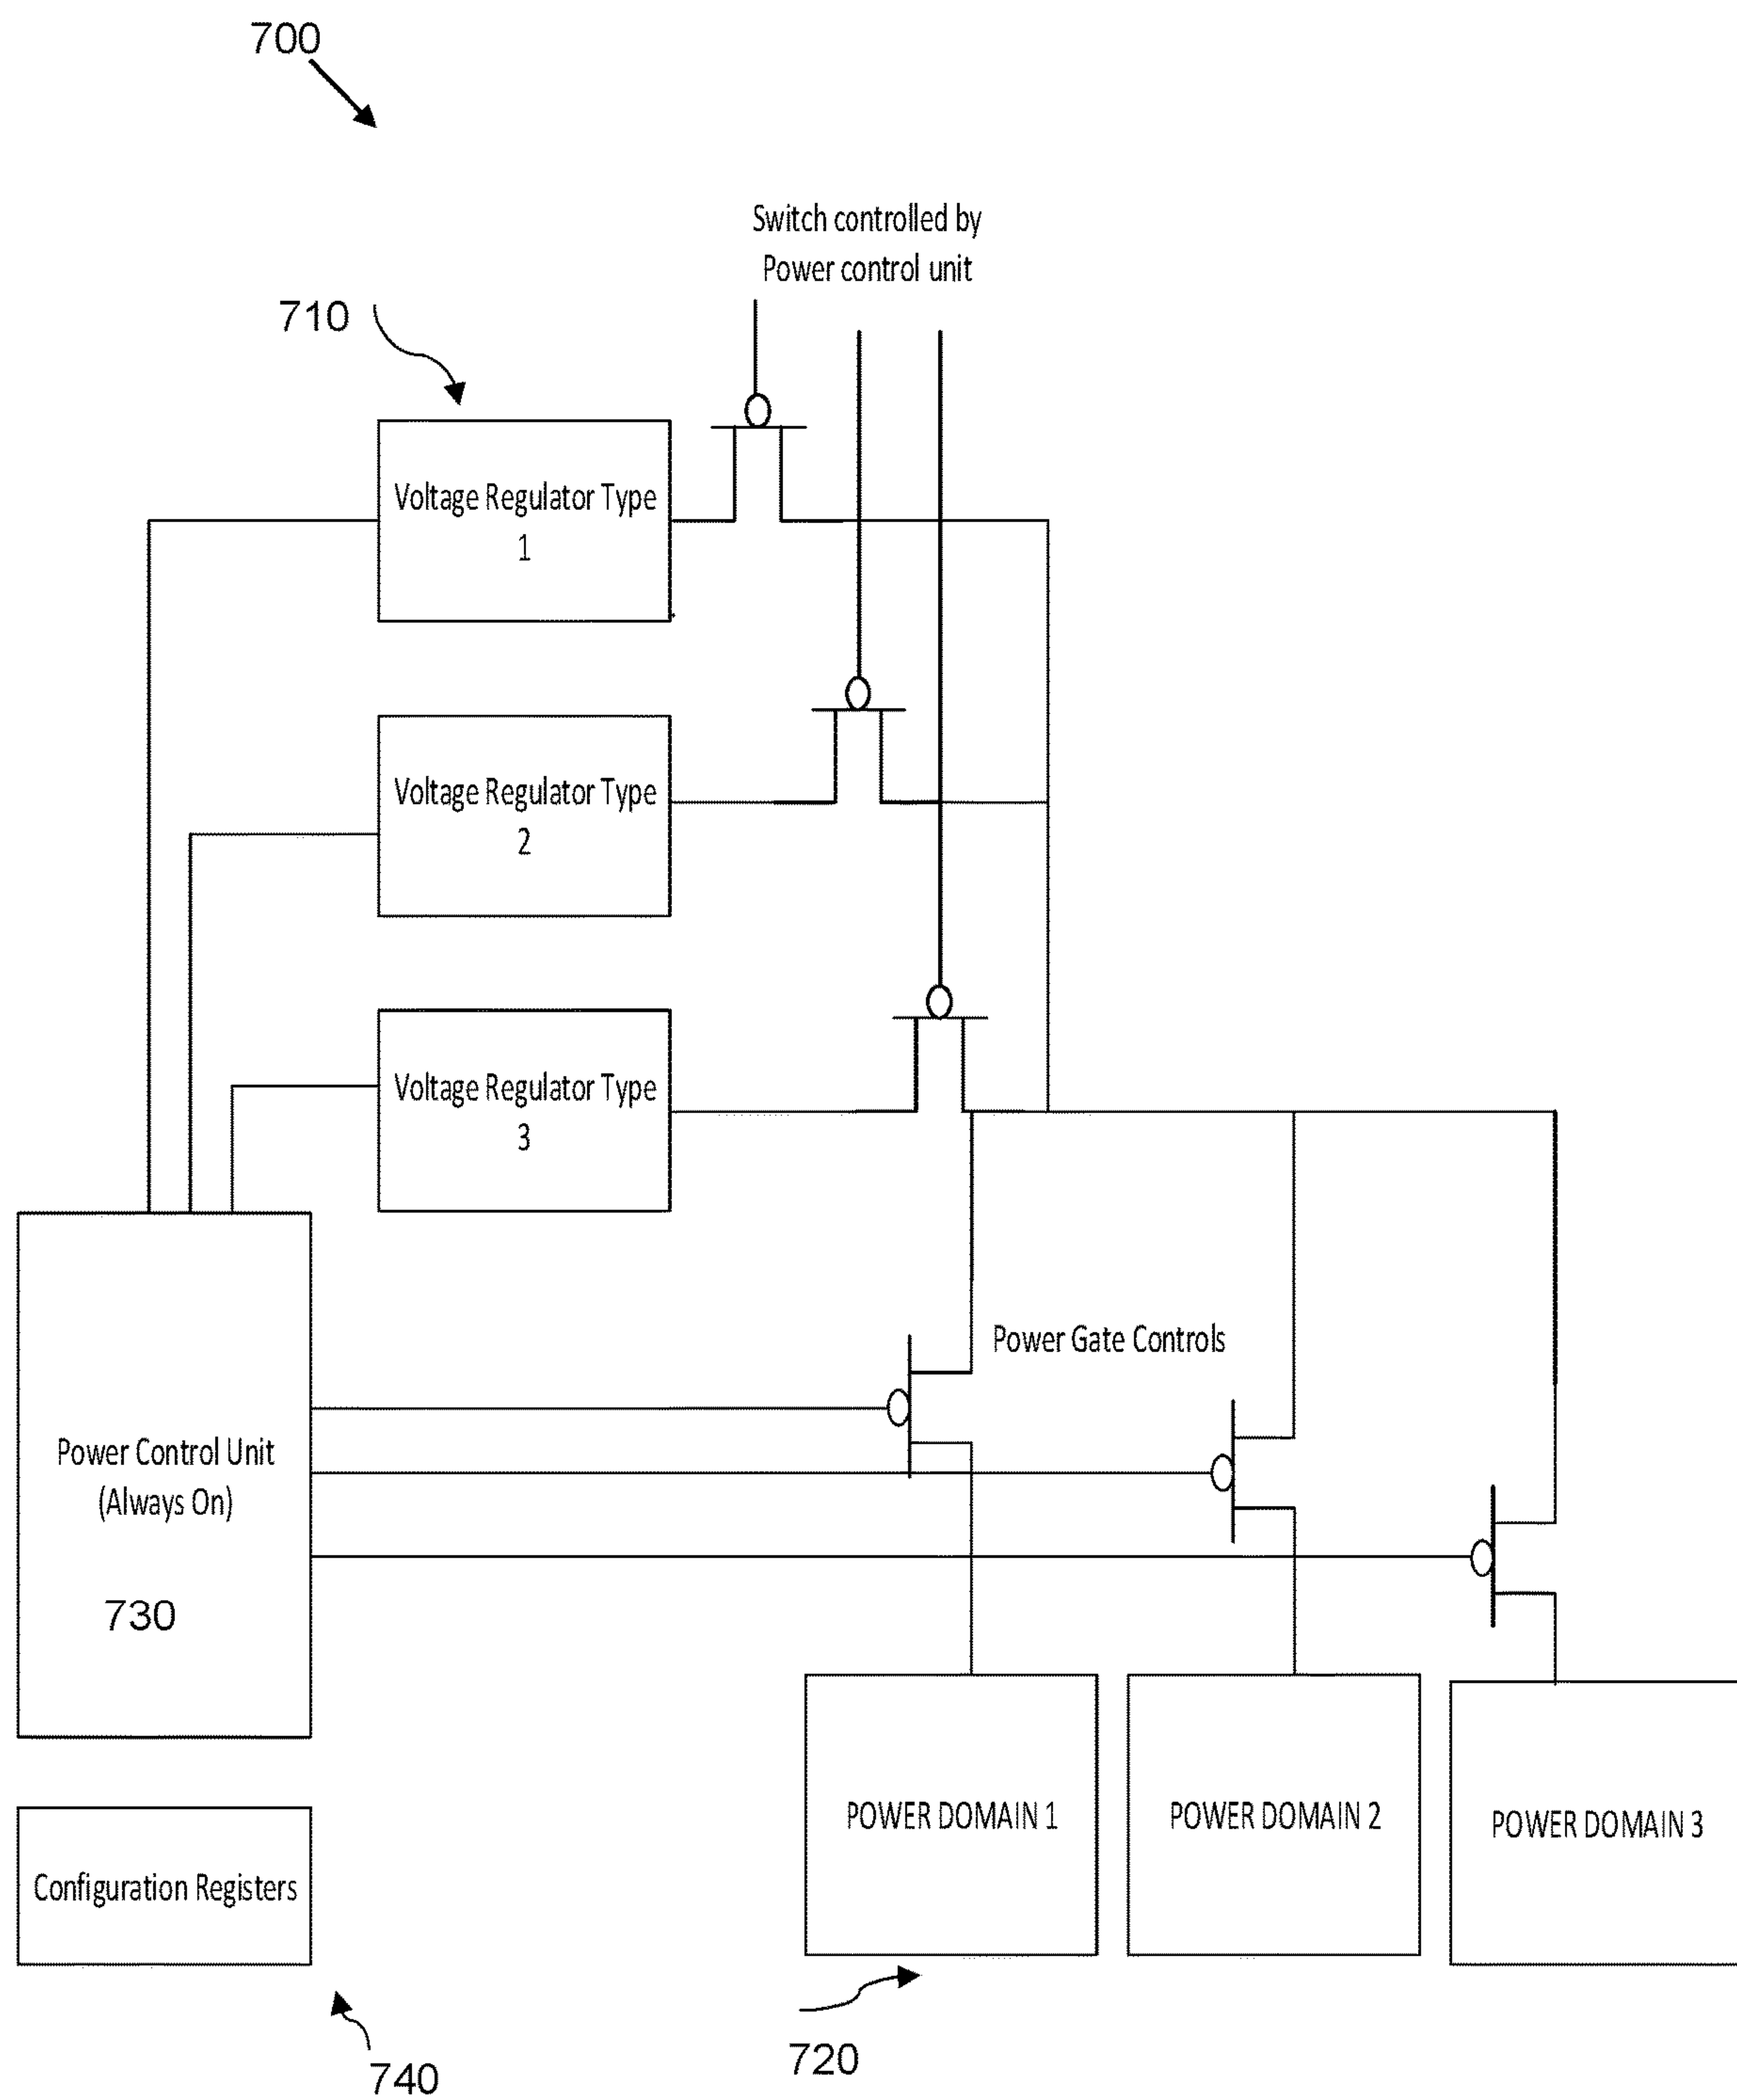 700
Switch controlled by
Power control unit
710
Voltage Regulator Type
1
Voltage Regulator Type
2
Voltage Regulator Type
3
Power Gate Controls
Power Control Unit
(Always On)
730
POWER DOMAIN 1
POWER DOMAIN 2
POWER DOMAIN 3
Configuration Registers
720
740